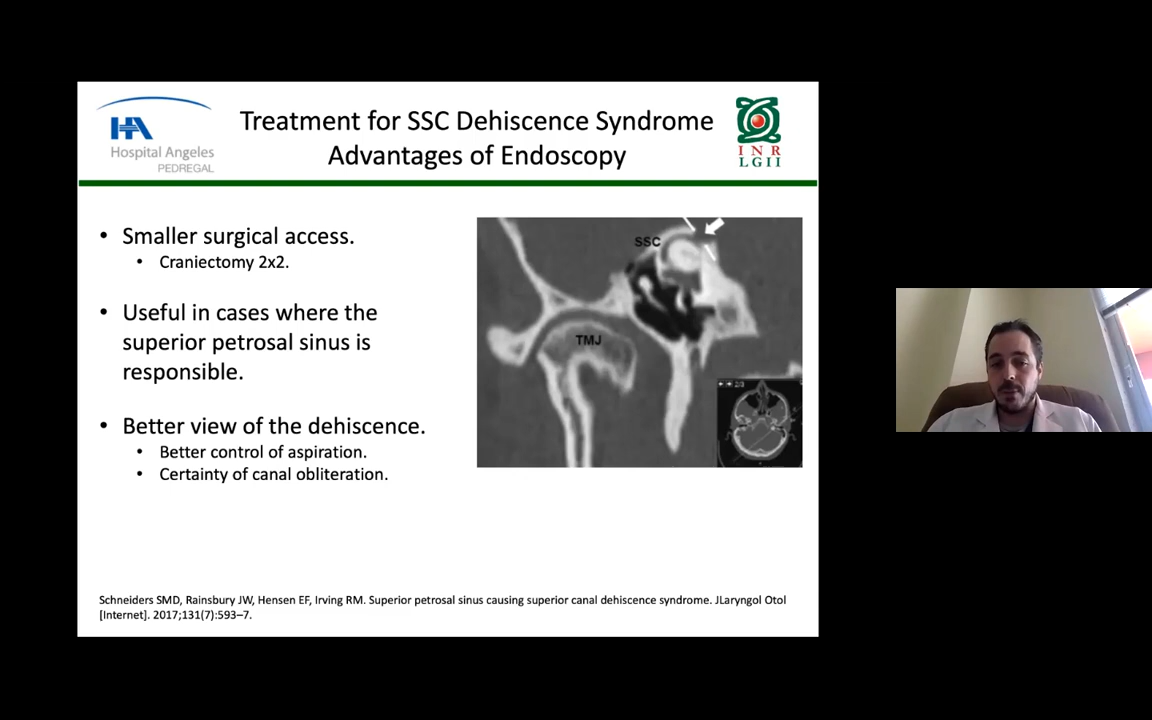 HA
Hospital Angeles
PEDREGAL
Treatment for SSC Dehiscence Syndrome
Advantages of Endoscopy
I N R
L G I I
• Smaller surgical access.
• Craniectomy 2x2.
• Useful in cases where the
superior petrosal sinus is
responsible.
• Better view of the dehiscence.
• Better control of aspiration.
• Certainty of canal obliteration.
SSC
TMJ
2/3
Schneiders SMD, Rainsbury JW, Hensen EF, Irving RM. Superior petrosal sinus causing superior canal dehiscence syndrome. JLaryngol Otol
[Internet]. 2017;131(7):593–7.